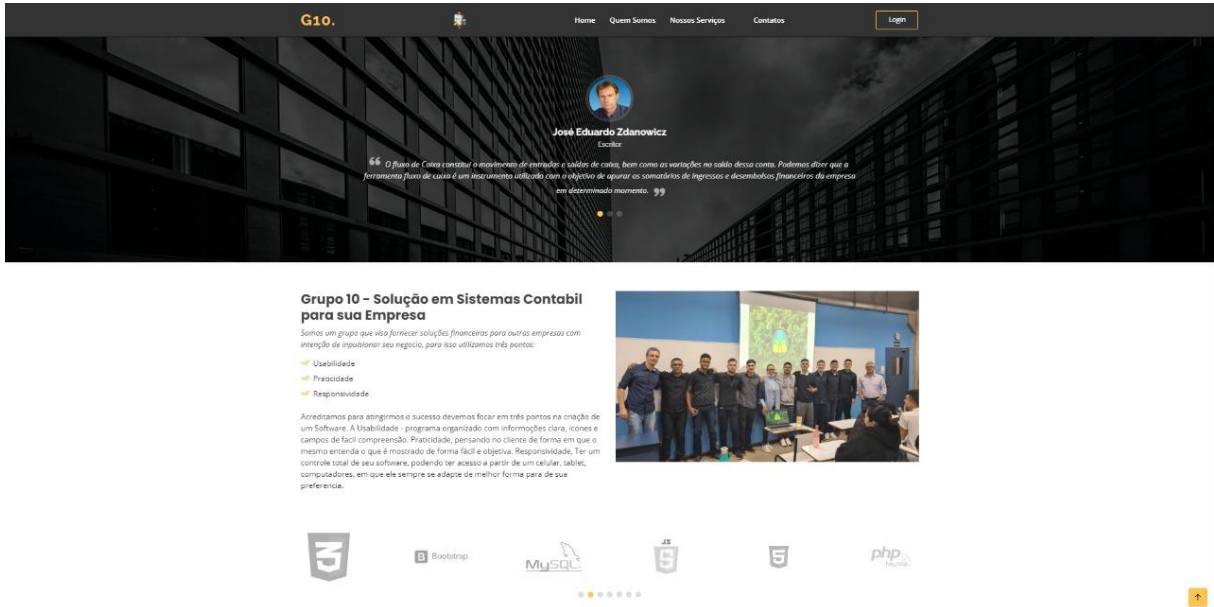 G10.
Home Quem Somos Nossos Serviços Contatos Login
José Eduardo Zdanowicz
Escritor
❝ O fluxo de Caixa constitui o movimento de entradas e saídas de caixa, bem como as variações no saldo dessa conta. Podemos dizer que a
ferramenta fluxo de caixa é um instrumento utilizado com o objetivo de apurar os somatórios de ingressos e desembolsos financeiros da empresa
em determinado momento. ❞
Grupo 10 - Solução em Sistemas Contabil
para sua Empresa
Somos um grupo que visa fornecer soluções financeiras para outras empresas com
intenção de inpulsionar seu negocio, para isso utilizamos três pontos:
Usabilidade
Praticidade
Responsividade
Acreditamos para atingirmos o sucesso devemos focar em três pontos na criação de
um Software. A Usabilidade - programa organizado com informações clara, icones e
campos de facil compreensão. Praticidade, pensando no cliente de forma em que o
mesmo entenda o que é mostrado de forma fácil e objetiva. Responsividade, Ter um
controle total de seu software, podendo ter acesso a partir de um celular, tablet,
computadores, em que ele sempre se adapte de melhor forma para de sua
preferencia.
3 B Bootstrap MySQL JS 5 5 php MySQL